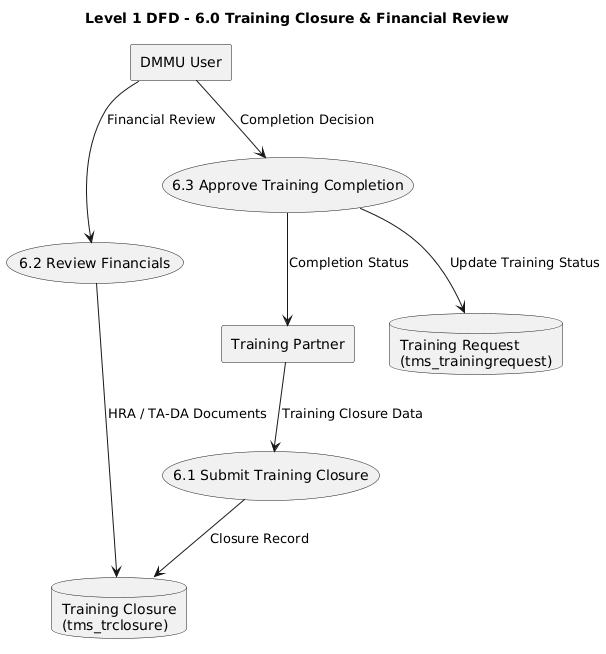 Level 1 DFD - 6.0 Training Closure & Financial Review
DMMU User
Financial Review
Completion Decision
6.3 Approve Training Completion
6.2 Review Financials
Completion Status
Update Training Status
Training Partner
Training Request
(tms_trainingrequest)
HRA / TA-DA Documents
Training Closure Data
6.1 Submit Training Closure
Closure Record
Training Closure
(tms_trclosure)